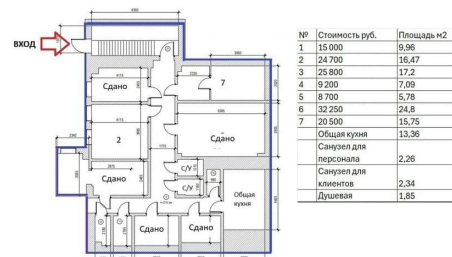 ВХОД
Сдано
7
2
Сдано
Сдано
С/У
С/У
Общая
кухня
Сдано
Сдано
№ Стоимость руб. Площадь м2
1 15 000 9,96
2 24 700 16,47
3 25 800 17,2
4 9 200 7,09
5 8 700 5,78
6 32 250 24,8
7 20 500 15,75
Общая кухня 13,36
Санузел для
персонала 2,26
Санузел для
клиентов 2,34
Душевая 1,85